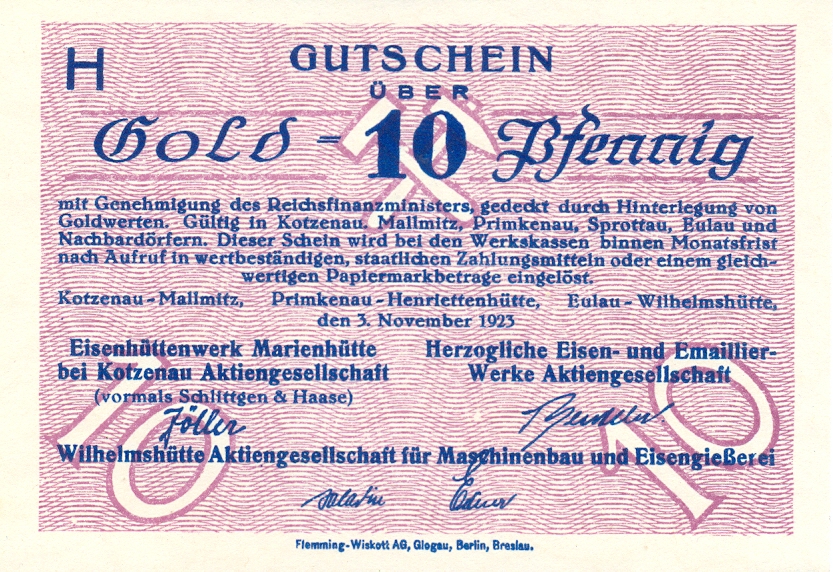 H
GUTSCHEIN
ÜBER
Gold = 10 Pfennig
mit Genehmigung des Reichsfinanzministers, gedeckt durch Hinterlegung von
Goldwerten. Gültig in Kotzenau, Mallmitz, Primkenau, Sprottau, Eulau und
Nachbardörfern. Dieser Schein wird bei den Werkskassen binnen Monatsfrist
nach Aufruf in wertbeständigen, staatlichen Zahlungsmitteln oder einem gleich-
wertigen Papiermarkbetrage eingelöst.
Kotzenau-Mallmitz, Primkenau-Henriettenhütte, Eulau-Wilhelmshütte,
den 3. November 1923
Eisenhüttenwerk Marienhütte
bei Kotzenau Aktiengesellschaft
(vormals Schlittgen & Haase)
Herzogliche Eisen- und Emaillier-
Werke Aktiengesellschaft
Jöller
10
10
Wilhelmshütte Aktiengesellschaft für Maschinenbau und Eisengießerei
Flemming-Wiskott AG, Glogau, Berlin, Breslau.